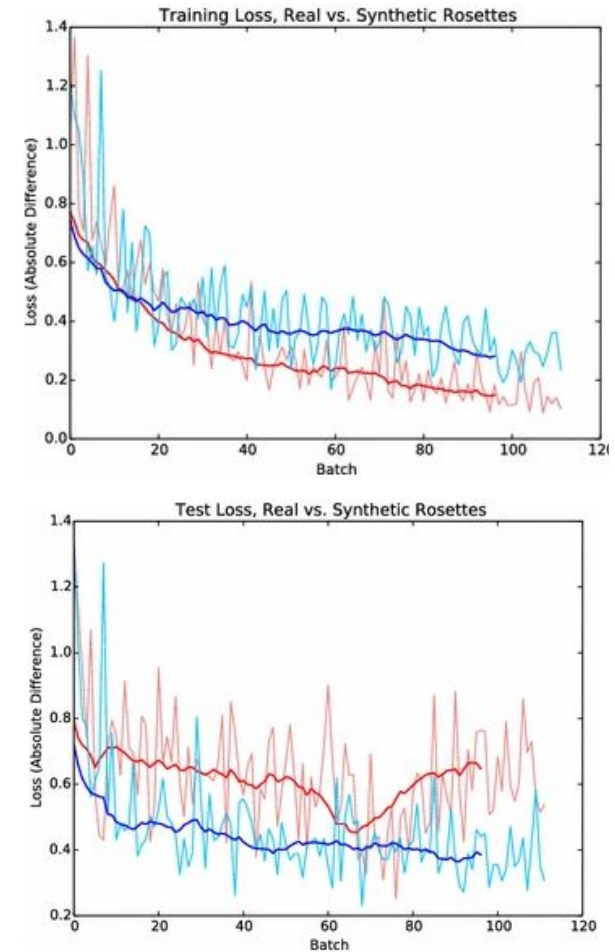 Training Loss, Real vs. Synthetic Rosettes
1.4
1.2
1.0
0.8
0.6
0.4
0.2
0.0
Loss (Absolute Difference)
0 20 40 60 80 100 120
Batch
Test Loss, Real vs. Synthetic Rosettes
1.4
1.2
1.0
0.8
0.6
0.4
0.2
Loss (Absolute Difference)
0 20 40 60 80 100 120
Batch